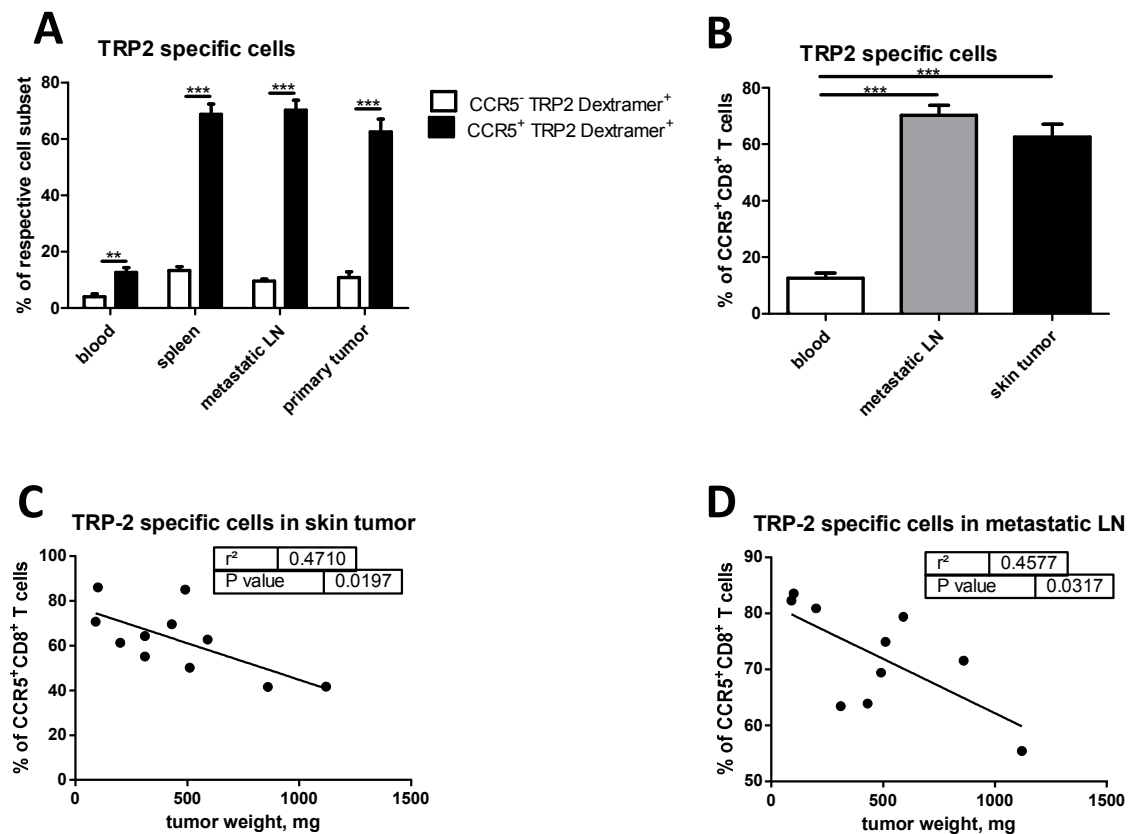 A
TRP2 specific cells
% of respective cell subset
80
60
40
20
0
***
***
***
**
blood
spleen
metastatic LN
primary tumor
CCR5⁻ TRP2 Dextramer⁺
CCR5⁺ TRP2 Dextramer⁺
B
TRP2 specific cells
% of CCR5⁺CD8⁺ T cells
80
60
40
20
0
***
***
blood
metastatic LN
skin tumor
C
TRP-2 specific cells in skin tumor
r² 0.4710
P value 0.0197
% of CCR5⁺CD8⁺ T cells
100
80
60
40
20
0
0 500 1000 1500
tumor weight, mg
D
TRP-2 specific cells in metastatic LN
r² 0.4577
P value 0.0317
% of CCR5⁺CD8⁺ T cells
90
80
70
60
50
0 500 1000 1500
tumor weight, mg